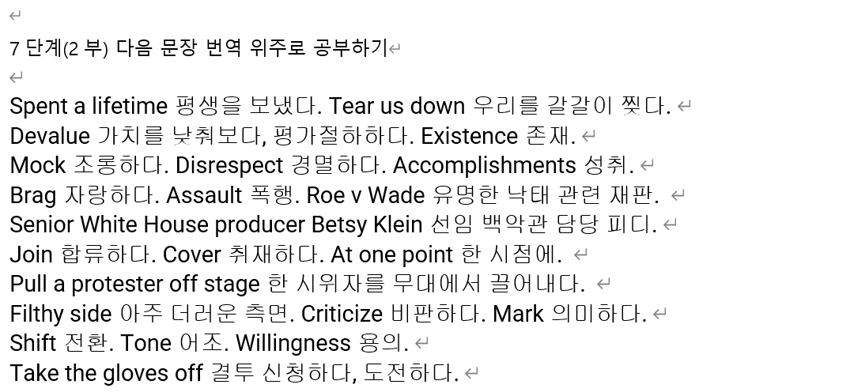 7 단계(2 부) 다음 문장 번역 위주로 공부하기
Spent a lifetime 평생을 보냈다. Tear us down 우리를 갈갈이 찢다.
Devalue 가치를 낮춰보다, 평가절하하다. Existence 존재.
Mock 조롱하다. Disrespect 경멸하다. Accomplishments 성취.
Brag 자랑하다. Assault 폭행. Roe v Wade 유명한 낙태 관련 재판.
Senior White House producer Betsy Klein 선임 백악관 담당 피디.
Join 합류하다. Cover 취재하다. At one point 한 시점에.
Pull a protester off stage 한 시위자를 무대에서 끌어내다.
Filthy side 아주 더러운 측면. Criticize 비판하다. Mark 의미하다.
Shift 전환. Tone 어조. Willingness 용의.
Take the gloves off 결투 신청하다, 도전하다.